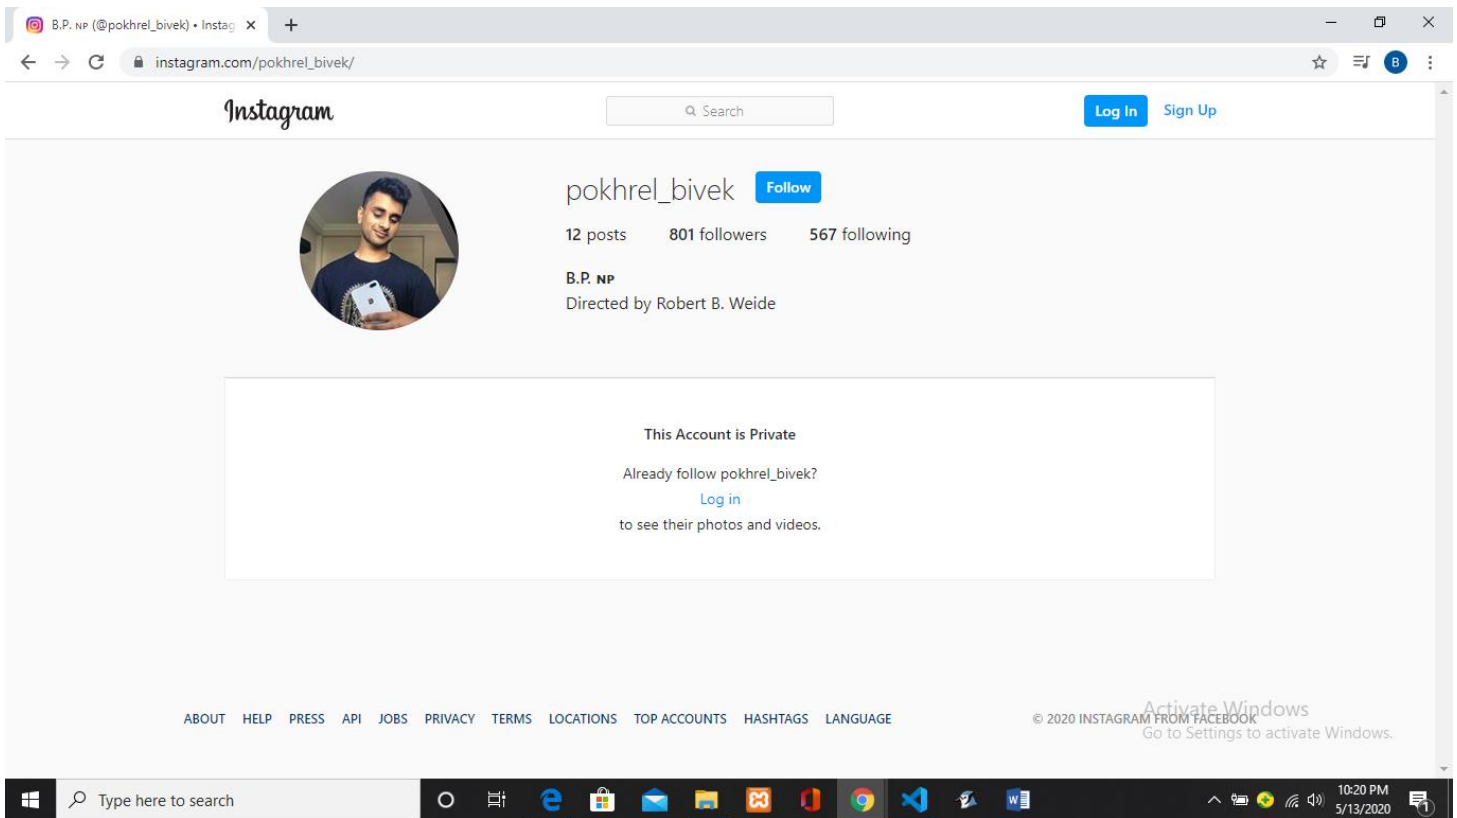 B.P. ɴᴘ (@pokhrel_bivek) • Instag
instagram.com/pokhrel_bivek/
B
Instagram
Search
Log In
Sign Up
pokhrel_bivek
Follow
12 posts 801 followers 567 following
B.P. ɴᴘ
Directed by Robert B. Weide
This Account is Private
Already follow pokhrel_bivek?
Log in
to see their photos and videos.
ABOUT HELP PRESS API JOBS PRIVACY TERMS LOCATIONS TOP ACCOUNTS HASHTAGS LANGUAGE
© 2020 INSTAGRAM FROM FACEBOOK
Activate Windows
Go to Settings to activate Windows.
Type here to search
10:20 PM
5/13/2020
1